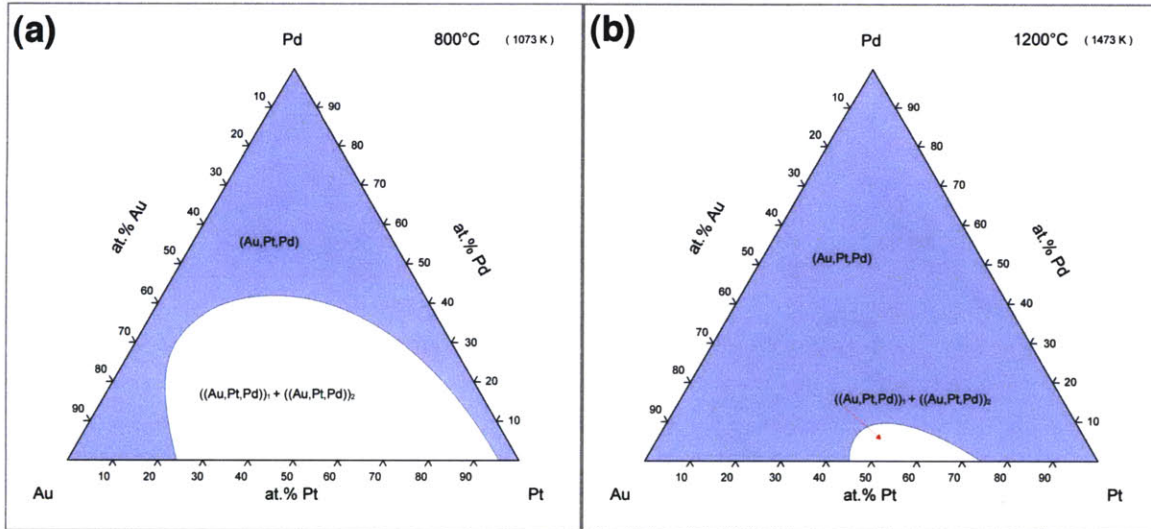 (a)
Pd
800°C
( 1073 K )
10
20
30
40
50
60
70
80
90
90
80
70
60
50
40
30
20
10
at.% Au
at.% Pd
(Au,Pt,Pd)
((Au,Pt,Pd))₁ + ((Au,Pt,Pd))₂
10
20
30
40
50
60
70
80
90
Au
at.% Pt
Pt
(b)
Pd
1200°C
( 1473 K )
10
20
30
40
50
60
70
80
90
90
80
70
60
50
40
30
20
10
at.% Au
at.% Pd
(Au,Pt,Pd)
((Au,Pt,Pd))₁ + ((Au,Pt,Pd))₂
10
20
30
40
50
60
70
80
90
Au
at.% Pt
Pt